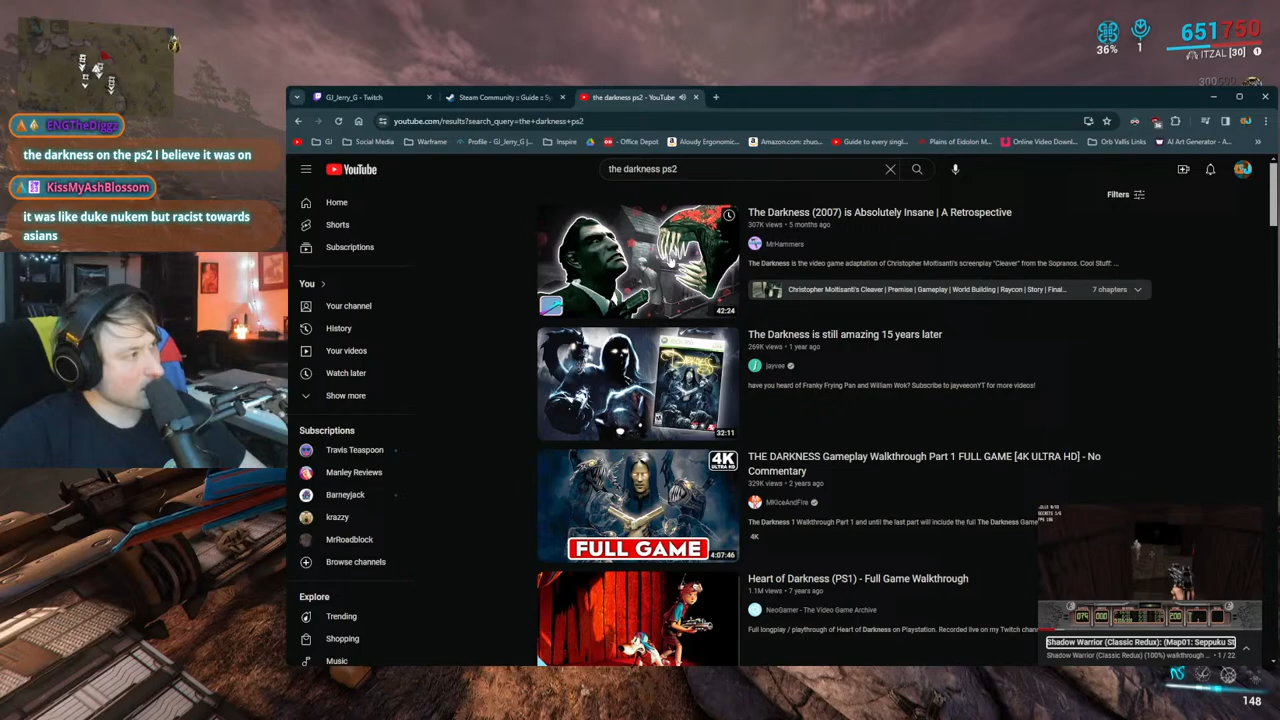 651750
36%
1
ITZAL [30]
ENGTheDiggz
the darkness on the ps2 I believe it was on
KissMyAshBlossom
it was like duke nukem but racist towards
asians
GJ_Jerry_G - Twitch
Steam Community :: Guide :: Sy
the darkness ps2 - YouTube
youtube.com/results?search_query=the+darkness+ps2
GJ
Social Media
Warframe
Profile - GJ_Jerry_G |...
Inspire
- Office Depot
Aloudy Ergonomic...
Amazon.com: zhuo...
Guide to every singl...
Plains of Eidolon M...
Online Video Downl...
Orb Vallis Links
AI Art Generator - A...
YouTube
the darkness ps2
Filters
Home
Shorts
Subscriptions
You
Your channel
History
Your videos
Watch later
Show more
Subscriptions
Travis Teaspoon
Manley Reviews
Barneyjack
krazzy
MrRoadblock
Browse channels
Explore
Trending
Shopping
Music
42:24
The Darkness (2007) is Absolutely Insane | A Retrospective
307K views • 5 months ago
MrHammers
The Darkness is the video game adaptation of Christopher Moltisanti's screenplay "Cleaver" from the Sopranos. Cool Stuff: ...
Christopher Moltisanti's Cleaver | Premise | Gameplay | World Building | Raycon | Story | Final...
7 chapters
32:11
The Darkness is still amazing 15 years later
269K views • 1 year ago
jayvee
have you heard of Franky Frying Pan and William Wok? Subscribe to jayveeonYT for more videos!
4K
ULTRA HD
FULL GAME
4:07:46
THE DARKNESS Gameplay Walkthrough Part 1 FULL GAME [4K ULTRA HD] - No
Commentary
329K views • 2 years ago
MKIceAndFire
The Darkness 1 Walkthrough Part 1 and until the last part will include the full The Darkness Game
4K
Heart of Darkness (PS1) - Full Game Walkthrough
1.1M views • 7 years ago
NeoGamer - The Video Game Archive
Full longplay / playthrough of Heart of Darkness on Playstation. Recorded live on my Twitch chan
Shadow Warrior (Classic Redux): (Map01: Seppuku St
Shadow Warrior (Classic Redux) (100%) walkthrough ... • 1 / 22
148